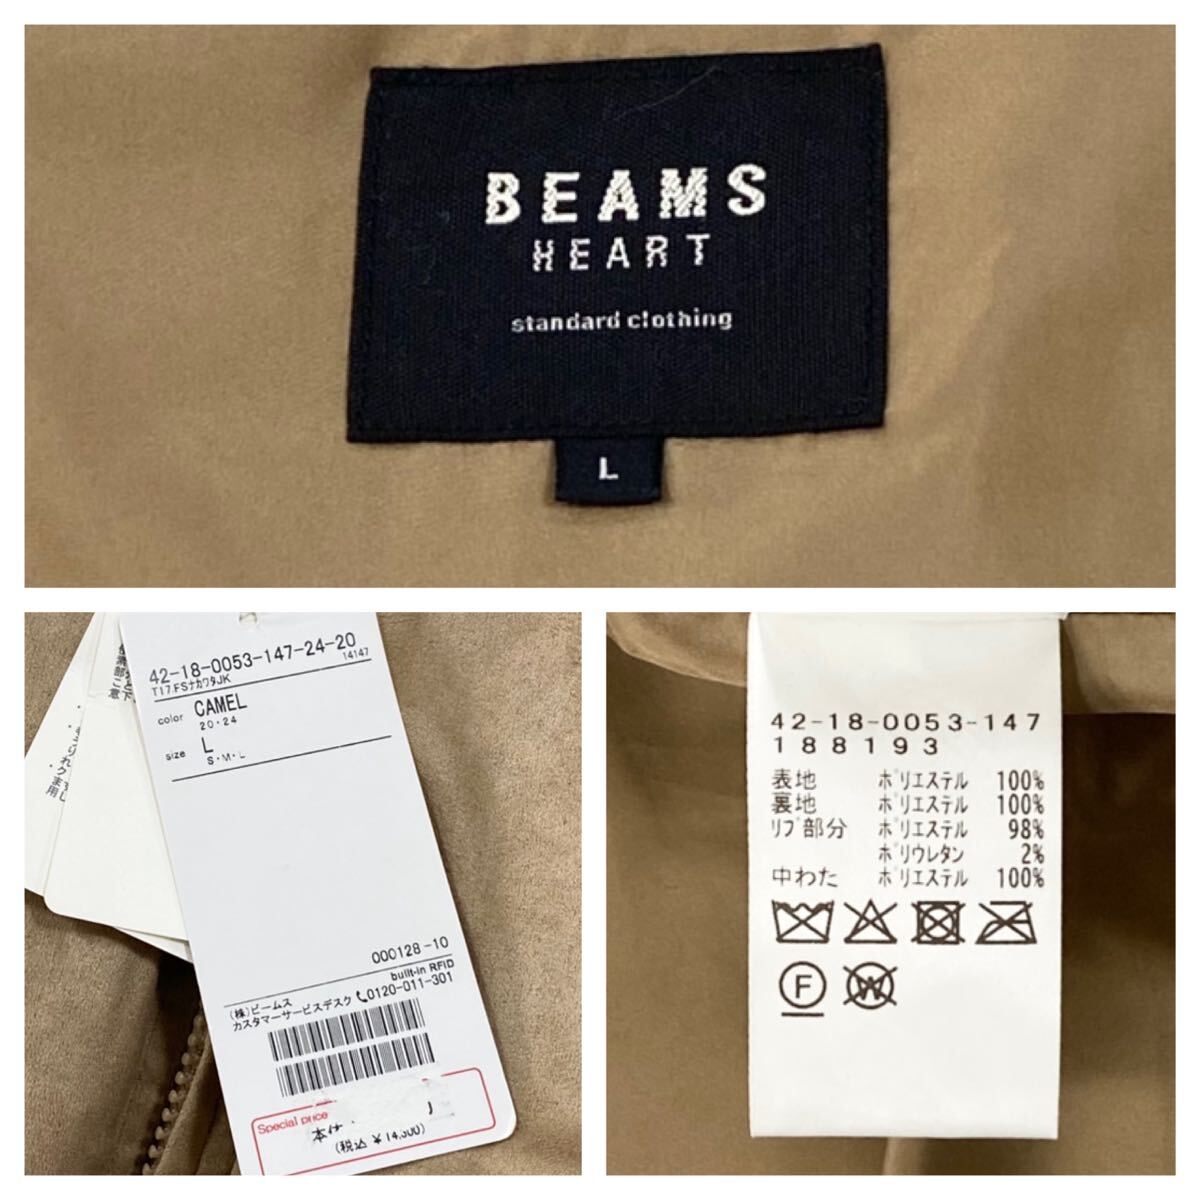 BEAMS
HEART
standard clothing
L
42-18-0053-147-24-20
14147
T17.FSナカワタJK
color CAMEL
20・24
size L
S・M・L
000128-10
built-in RFID
(株)ビームス
カスタマーサービスデスク 0120-011-301
Special price
(税込 ¥14,300)
42-18-0053-147
188193
表地 ポリエステル 100%
裏地 ポリエステル 100%
リブ部分 ポリエステル 98%
ポリウレタン 2%
中わた ポリエステル 100%
F
W